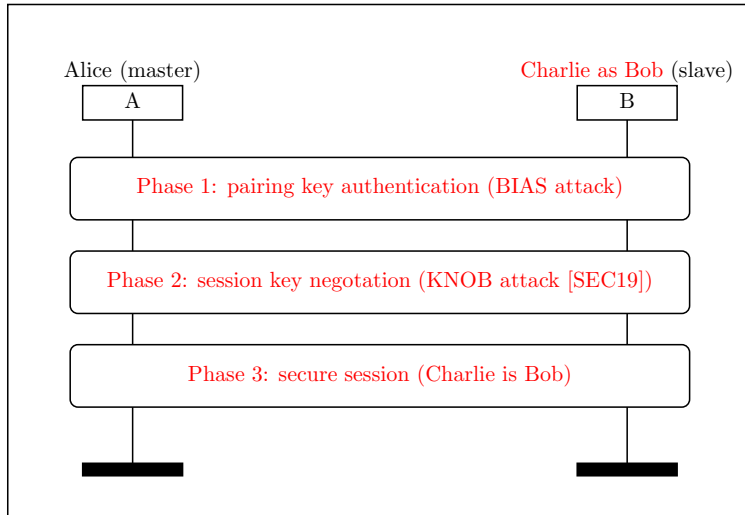 Alice (master)
Charlie as Bob (slave)
A
B
Phase 1: pairing key authentication (BIAS attack)
Phase 2: session key negotation (KNOB attack [SEC19])
Phase 3: secure session (Charlie is Bob)